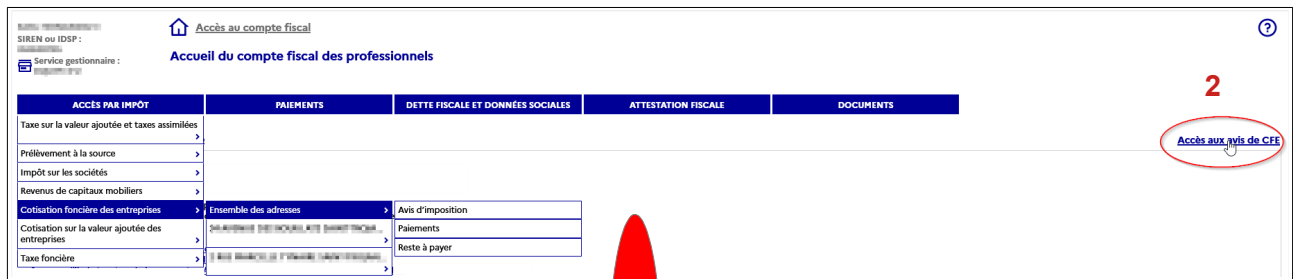 SIREN ou IDSP :
Service gestionnaire :
Accès au compte fiscal
?
Accueil du compte fiscal des professionnels
2
ACCÈS PAR IMPÔT PAIEMENTS DETTE FISCALE ET DONNÉES SOCIALES ATTESTATION FISCALE DOCUMENTS
Taxe sur la valeur ajoutée et taxes assimilées
Accès aux avis de CFE
Prélèvement à la source
Impôt sur les sociétés
Revenus de capitaux mobiliers
Cotisation foncière des entreprises Ensemble des adresses Avis d'imposition
Cotisation sur la valeur ajoutée des
entreprises
Paiements
Reste à payer
Taxe foncière